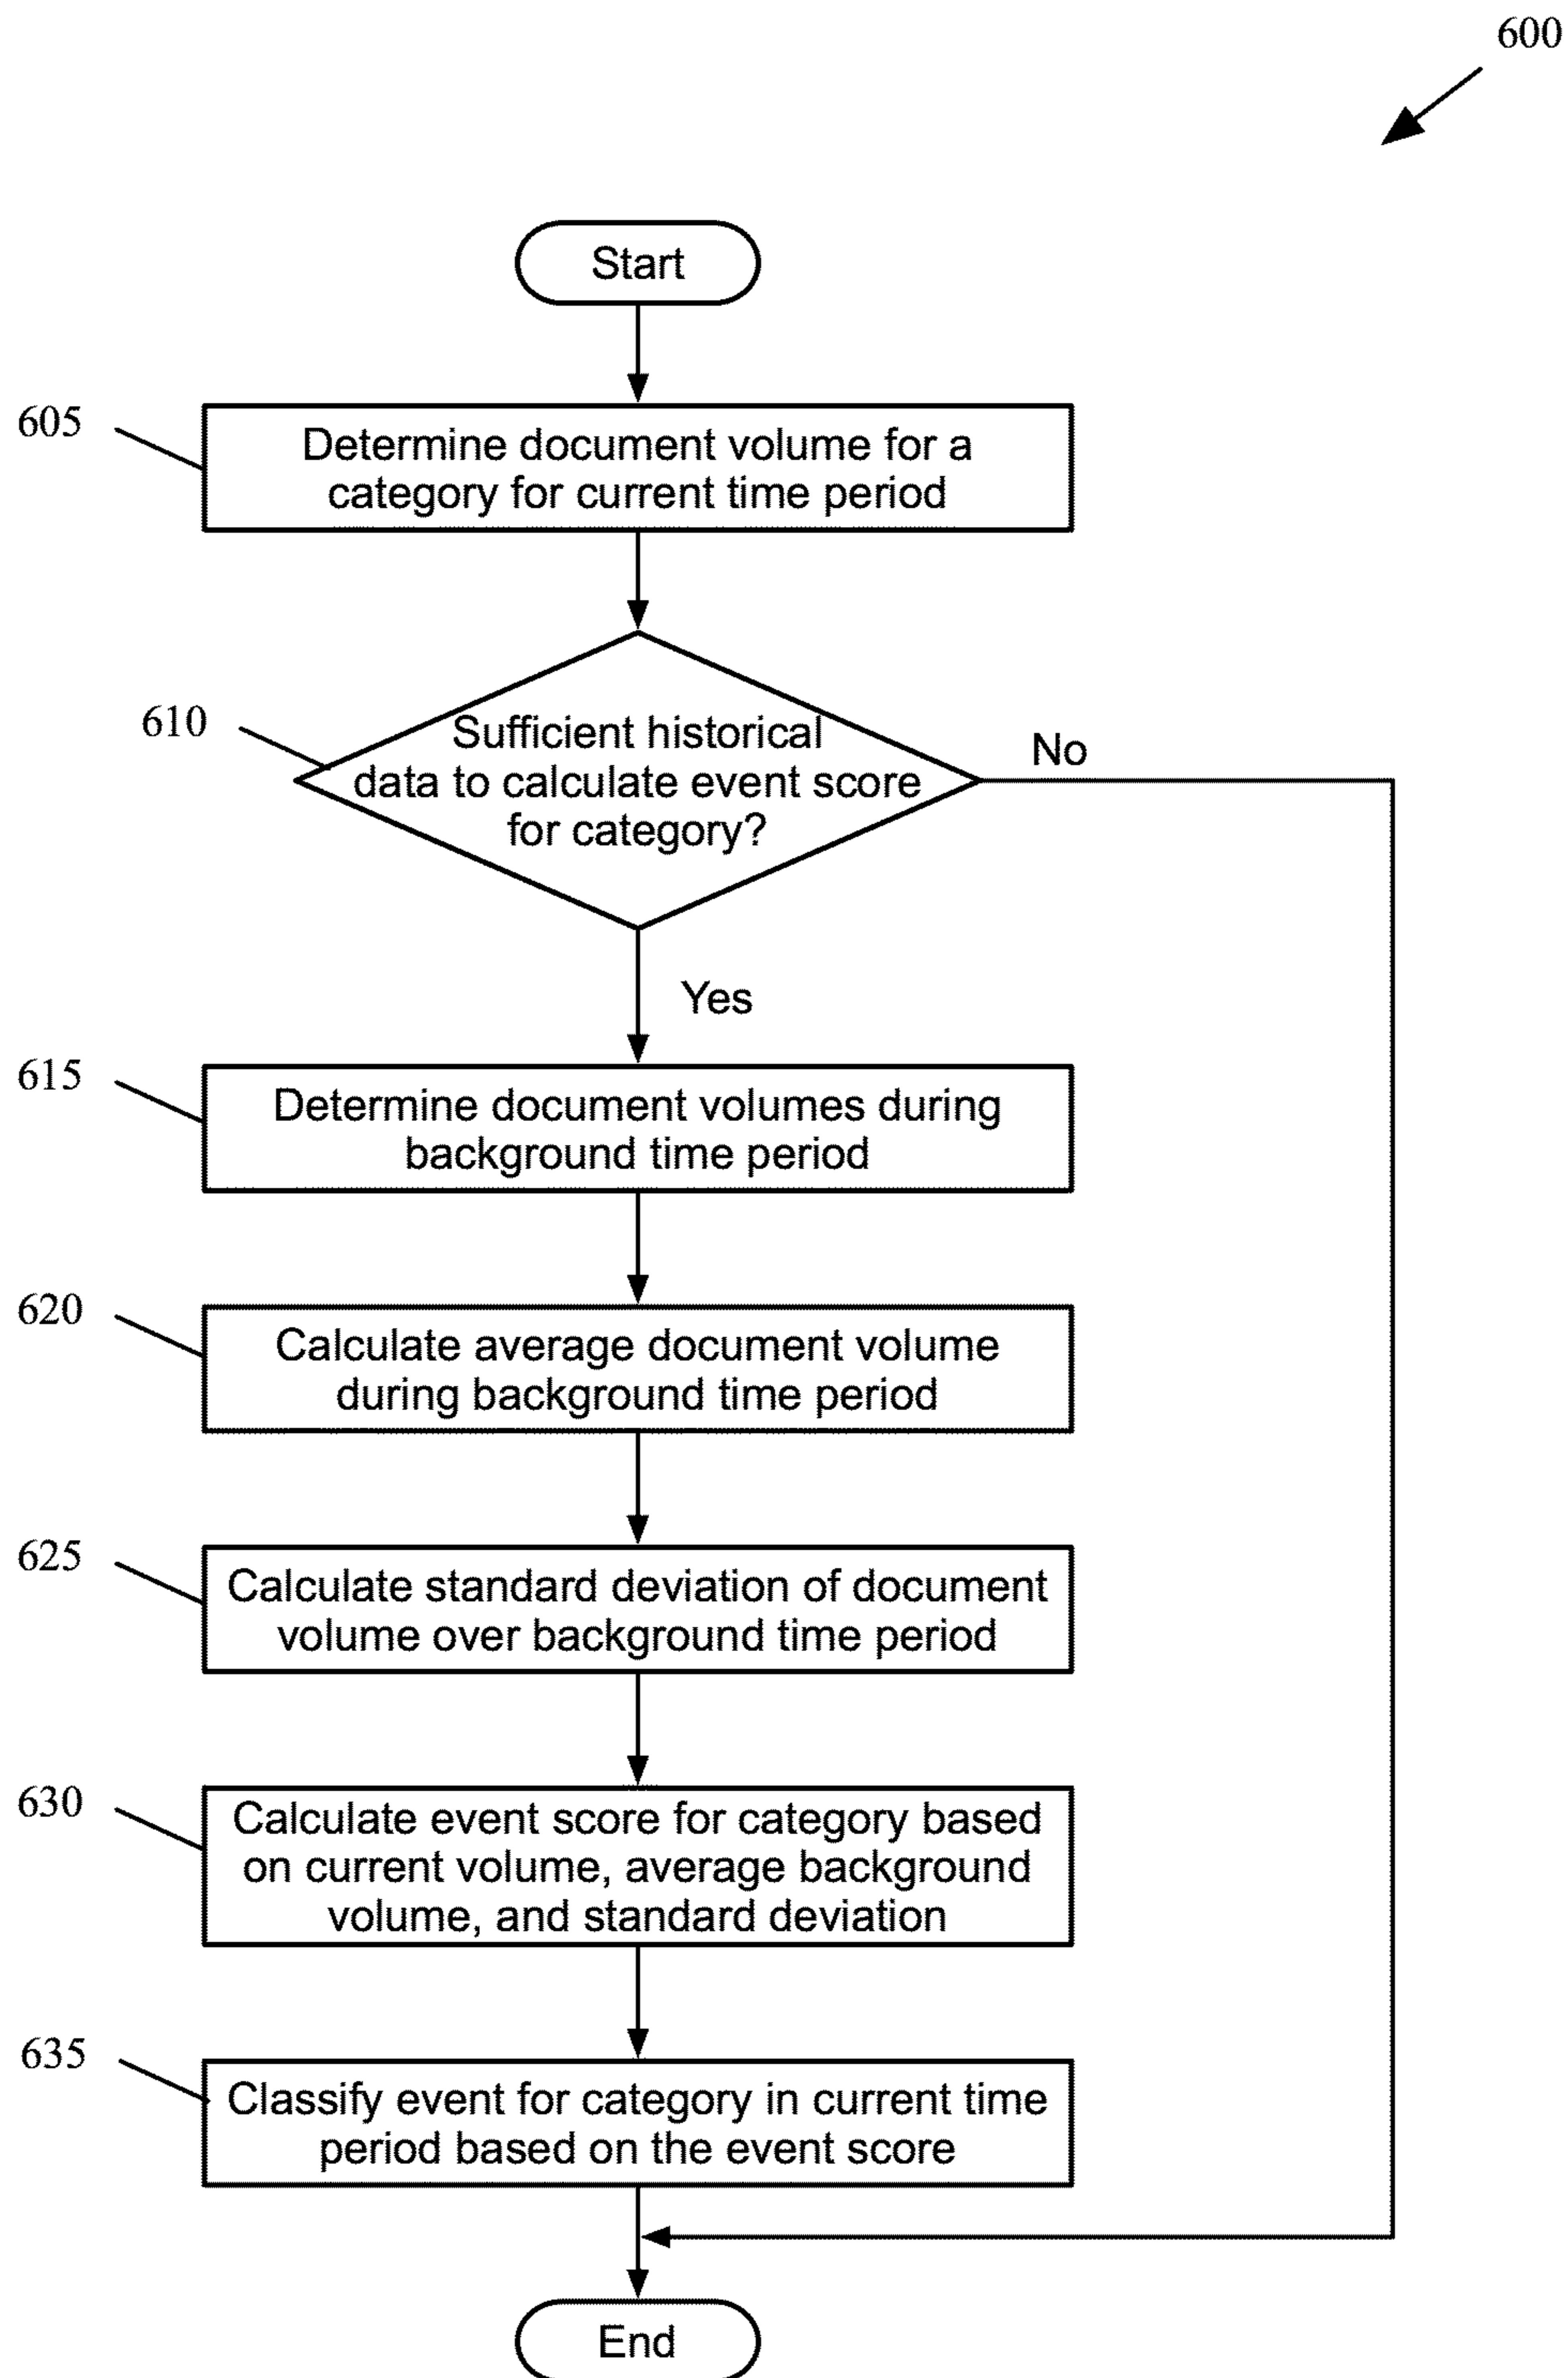 600
Start
605
Determine document volume for a
category for current time period
610
Sufficient historical
data to calculate event score
for category?
No
Yes
615
Determine document volumes during
background time period
620
Calculate average document volume
during background time period
625
Calculate standard deviation of document
volume over background time period
630
Calculate event score for category based
on current volume, average background
volume, and standard deviation
635
Classify event for category in current time
period based on the event score
End